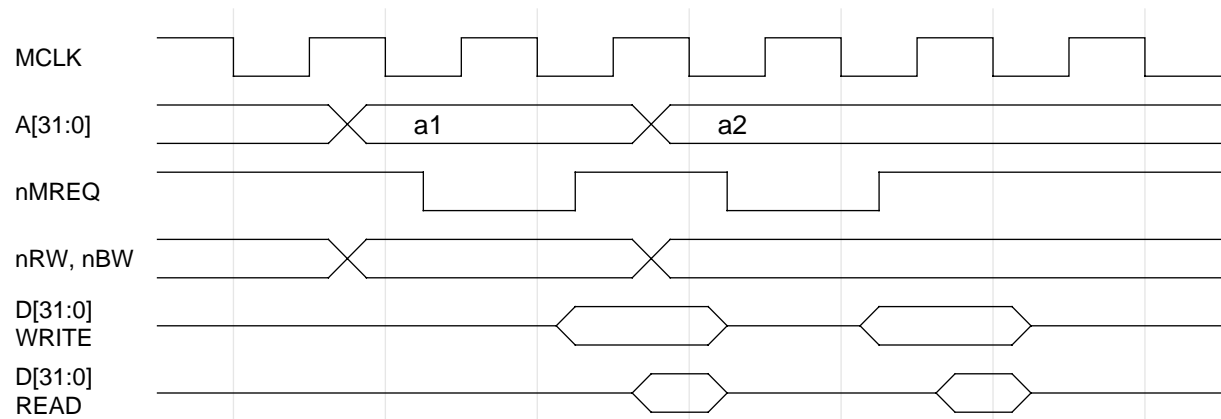 MCLK
A[31:0]
a1
a2
nMREQ
nRW, nBW
D[31:0]
WRITE
D[31:0]
READ